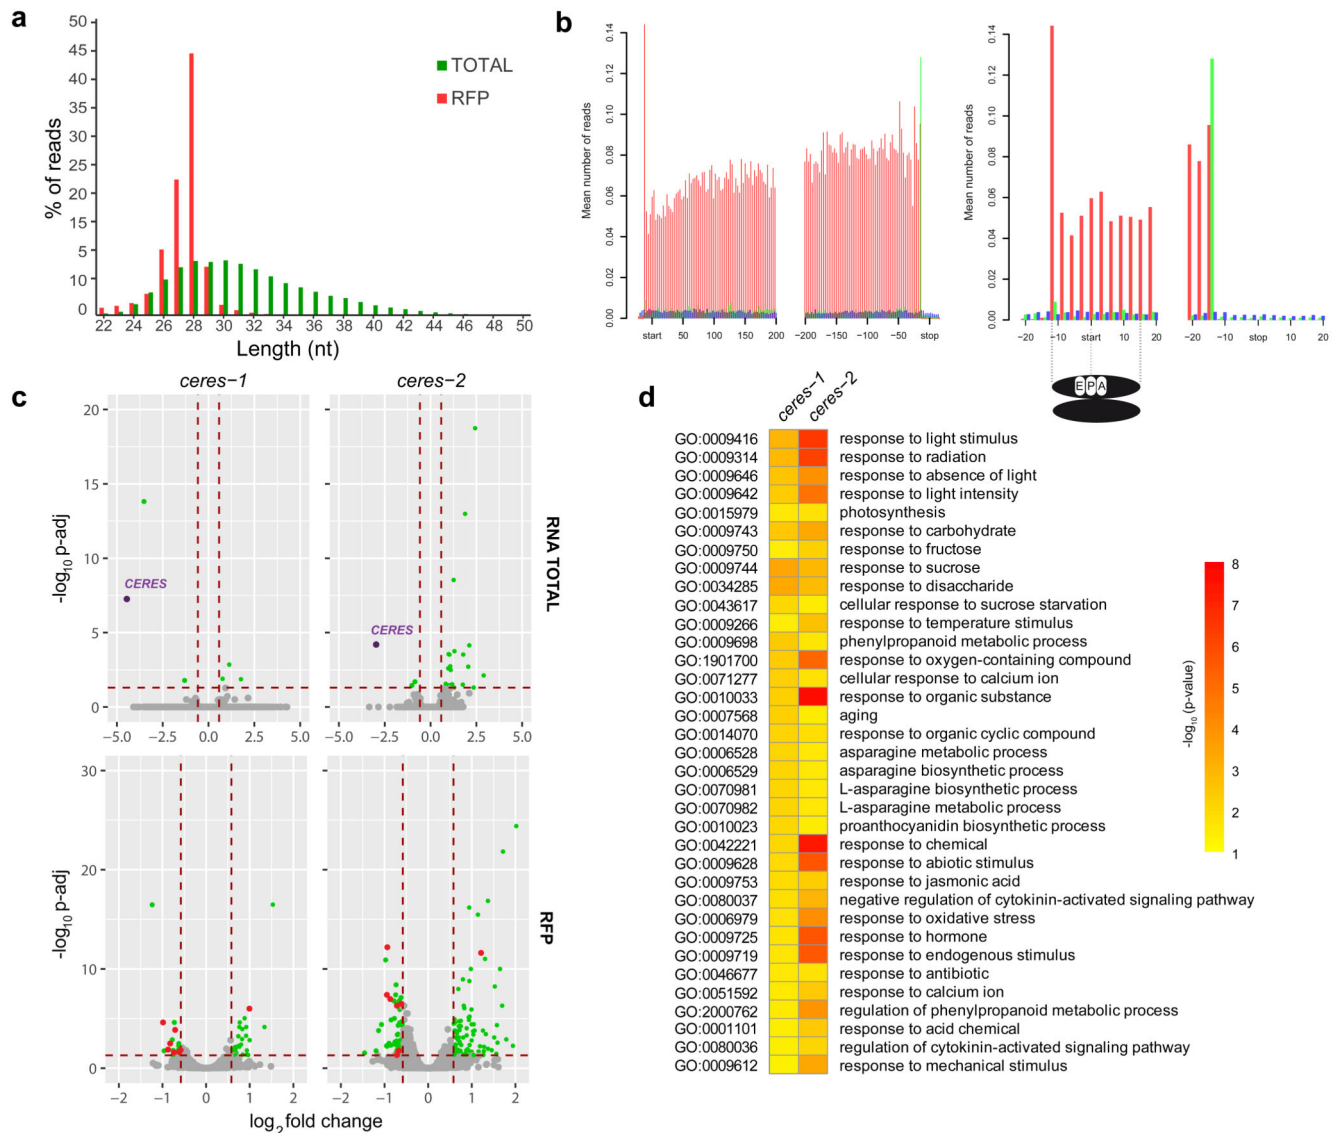 a
50
45
40
35
30
25
20
15
5
10
0
% of reads
TOTAL
RFP
22 24 26 28 30 32 34 36 38 40 42 44 46 48 50
Length (nt)
b
0.14
0.12
0.10
0.08
0.06
0.04
0.02
0.00
Mean number of reads
start 50 100 150 200 −200 −150 −100 −50 stop
0.14
0.12
0.10
0.08
0.06
0.04
0.02
0.00
Mean number of reads
−20 −10 start 10 20 −20 −10 stop 10 20
E P A
c
ceres-1 ceres-2
20
15
10
5
0
-log10 p-adj
CERES
CERES
RNA TOTAL
−5.0 −2.5 0.0 2.5 5.0 −5.0 −2.5 0.0 2.5 5.0
30
20
10
0
-log10 p-adj
RFP
−2 −1 0 1 2 −2 −1 0 1 2
log2fold change
d
ceres-1 ceres-2
GO:0009416 response to light stimulus
GO:0009314 response to radiation
GO:0009646 response to absence of light
GO:0009642 response to light intensity
GO:0015979 photosynthesis
GO:0009743 response to carbohydrate
GO:0009750 response to fructose
GO:0009744 response to sucrose
GO:0034285 response to disaccharide
GO:0043617 cellular response to sucrose starvation
GO:0009266 response to temperature stimulus
GO:0009698 phenylpropanoid metabolic process
GO:1901700 response to oxygen-containing compound
GO:0071277 cellular response to calcium ion
GO:0010033 response to organic substance
GO:0007568 aging
GO:0014070 response to organic cyclic compound
GO:0006528 asparagine metabolic process
GO:0006529 asparagine biosynthetic process
GO:0070981 L-asparagine biosynthetic process
GO:0070982 L-asparagine metabolic process
GO:0010023 proanthocyanidin biosynthetic process
GO:0042221 response to chemical
GO:0009628 response to abiotic stimulus
GO:0009753 response to jasmonic acid
GO:0080037 negative regulation of cytokinin-activated signaling pathway
GO:0006979 response to oxidative stress
GO:0009725 response to hormone
GO:0009719 response to endogenous stimulus
GO:0046677 response to antibiotic
GO:0051592 response to calcium ion
GO:2000762 regulation of phenylpropanoid metabolic process
GO:0001101 response to acid chemical
GO:0080036 regulation of cytokinin-activated signaling pathway
GO:0009612 response to mechanical stimulus
-log10 (p-value)
8
7
6
5
4
3
2
1